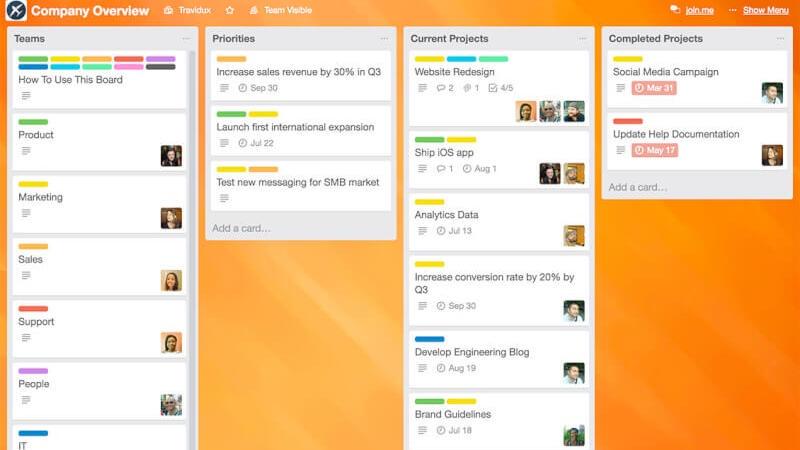 Company Overview
Travidux
Team Visible
join.me
Show Menu
Teams
How To Use This Board
Product
Marketing
Sales
Support
People
IT
Priorities
Increase sales revenue by 30% in Q3
Sep 30
Launch first international expansion
Jul 22
Test new messaging for SMB market
Add a card…
Current Projects
Website Redesign
2 1 4/5
Ship iOS app
1 Aug 1
Analytics Data
Jul 13
Increase conversion rate by 20% by
Q3
Sep 30
Develop Engineering Blog
Aug 19
Brand Guidelines
Jul 18
Completed Projects
Social Media Campaign
Mar 31
Update Help Documentation
May 17
Add a card…